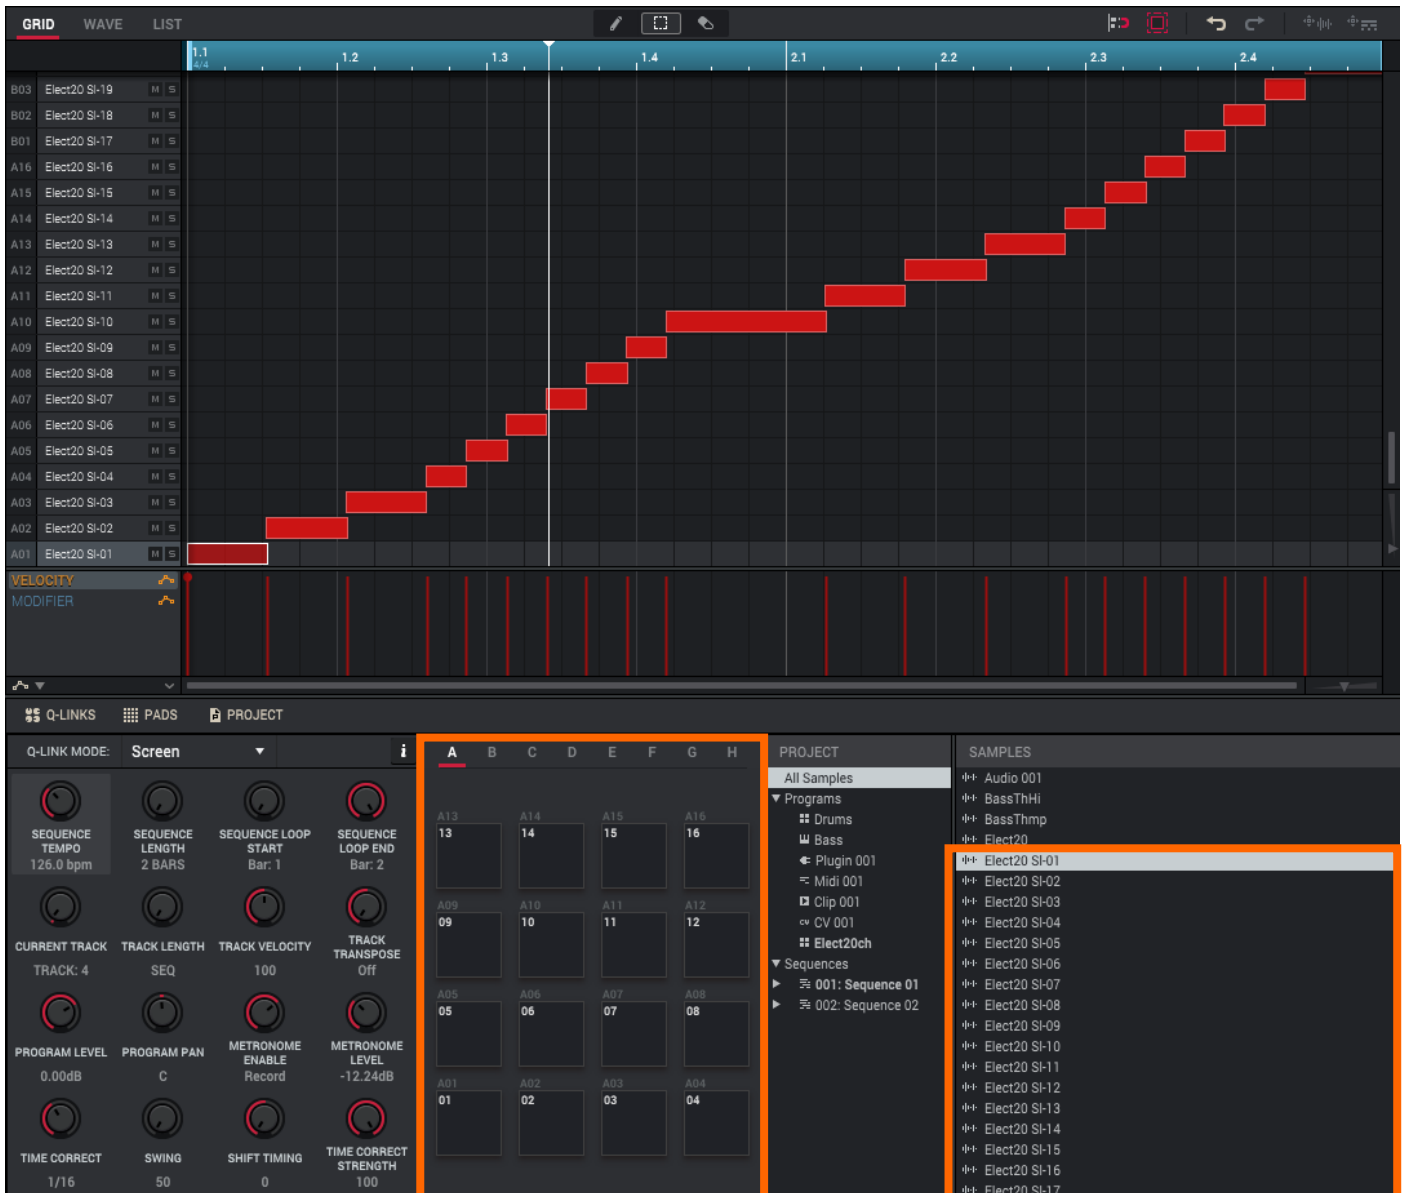 GRID WAVE LIST
1.1 1.2 1.3 1.4 2.1 2.2 2.3 2.4
4/4
B03 Elect20 Sl-19 M S
B02 Elect20 Sl-18 M S
B01 Elect20 Sl-17 M S
A16 Elect20 Sl-16 M S
A15 Elect20 Sl-15 M S
A14 Elect20 Sl-14 M S
A13 Elect20 Sl-13 M S
A12 Elect20 Sl-12 M S
A11 Elect20 Sl-11 M S
A10 Elect20 Sl-10 M S
A09 Elect20 Sl-09 M S
A08 Elect20 Sl-08 M S
A07 Elect20 Sl-07 M S
A06 Elect20 Sl-06 M S
A05 Elect20 Sl-05 M S
A04 Elect20 Sl-04 M S
A03 Elect20 Sl-03 M S
A02 Elect20 Sl-02 M S
A01 Elect20 Sl-01 M S
VELOCITY
MODIFIER
Q-LINKS PADS PROJECT
Q-LINK MODE: Screen i
SEQUENCE TEMPO
126.0 bpm
SEQUENCE LENGTH
2 BARS
SEQUENCE LOOP START
Bar: 1
SEQUENCE LOOP END
Bar: 2
CURRENT TRACK
TRACK: 4
TRACK LENGTH
SEQ
TRACK VELOCITY
100
TRACK TRANSPOSE
Off
PROGRAM LEVEL
0.00dB
PROGRAM PAN
C
METRONOME ENABLE
Record
METRONOME LEVEL
-12.24dB
TIME CORRECT
1/16
SWING
50
SHIFT TIMING
0
TIME CORRECT STRENGTH
100
A B C D E F G H
A13 A14 A15 A16
13 14 15 16
A09 A10 A11 A12
09 10 11 12
A05 A06 A07 A08
05 06 07 08
A01 A02 A03 A04
01 02 03 04
PROJECT
All Samples
Programs
Drums
Bass
Plugin 001
Midi 001
Clip 001
CV CV 001
Elect20ch
Sequences
001: Sequence 01
002: Sequence 02
SAMPLES
Audio 001
BassThHi
BassThmp
Elect20
Elect20 Sl-01
Elect20 Sl-02
Elect20 Sl-03
Elect20 Sl-04
Elect20 Sl-05
Elect20 Sl-06
Elect20 Sl-07
Elect20 Sl-08
Elect20 Sl-09
Elect20 Sl-10
Elect20 Sl-11
Elect20 Sl-12
Elect20 Sl-13
Elect20 Sl-14
Elect20 Sl-15
Elect20 Sl-16
Elect20 Sl-17